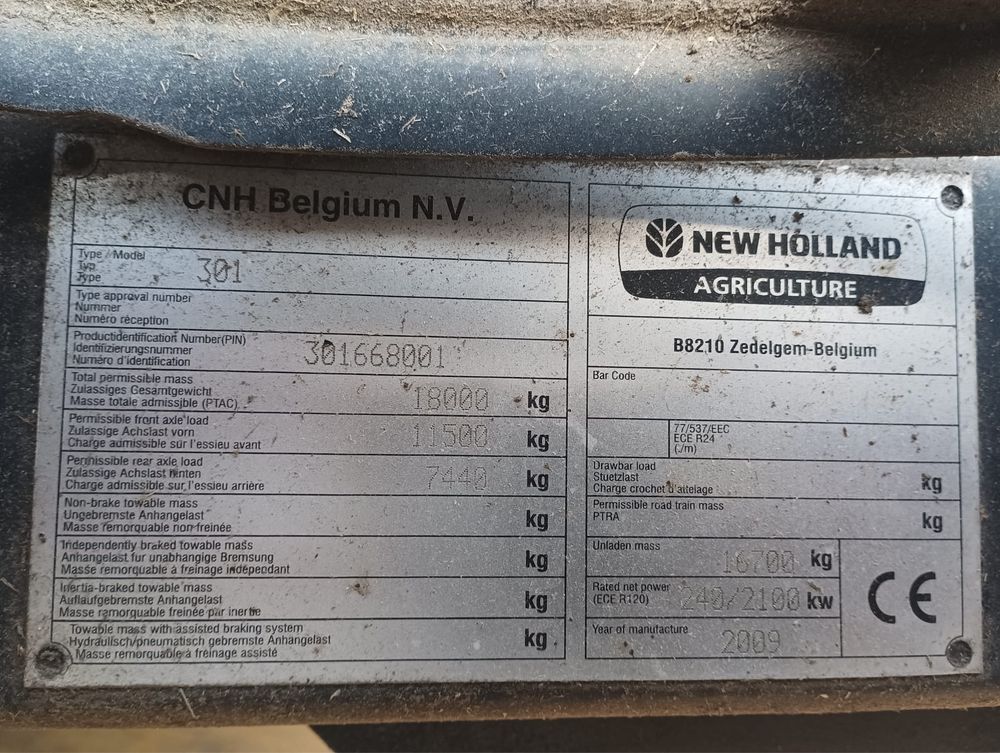 CNH Belgium N.V.
Type / Model
Typ
Type
301
Type approval number
Nummer
Numéro réception
Productidentification Number(PIN)
Identifizierungsnummer
Numéro d'identification
301668001
Total permissible mass
Zulassiges Gesamtgewicht
Masse totale admissible (PTAC)
18000 kg
Permissible front axle load
Zulassige Achslast vorn
Charge admissible sur l'essieu avant
11500 kg
Permissible rear axle load
Zulassige Achslast hinten
Charge admissible sur l'essieu arrière
7440 kg
Non-brake towable mass
Ungebremste Anhangelast
Masse remorquable non freinée
kg
Independently braked towable mass
Anhangelast fur unabhangige Bremsung
Masse remorquable a freinage indépendant
kg
Inertia-braked towable mass
Auflaufgebremste Anhangelast
Masse remorquable freinée par inertie
kg
Towable mass with assisted braking system
Hydraulisch/pneumatisch gebremste Anhangelast
Masse remorquable a freinage assisté
kg
NEW HOLLAND
AGRICULTURE
B8210 Zedelgem-Belgium
Bar Code
77/537/EEC
ECE R24
(./m)
Drawbar load
Stuetzlast
Charge crochet d'attelage
kg
Permissible road train mass
PTRA
kg
Unladen mass
16700 kg
Rated net power
(ECE R120)
240/2100 kw
Year of manufacture
2009
CE